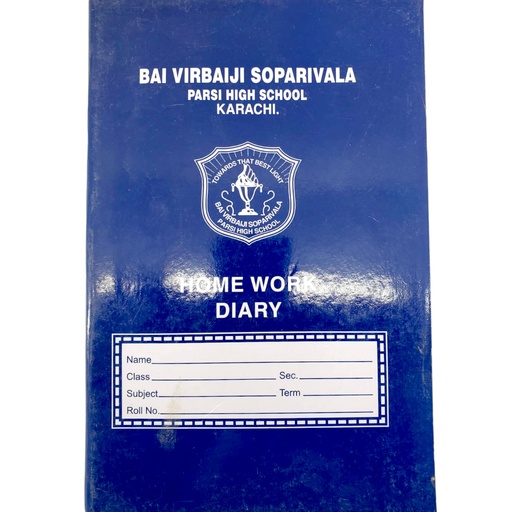 BAI VIRBAIJI SOPARIVALA
PARSI HIGH SCHOOL
KARACHI.
TOWARDS THAT BEST LIGHT
BAI VIRBAIJI SOPARIVALA
PARSI HIGH SCHOOL
HOME WORK
DIARY
Name
Class Sec.
Subject Term
Roll No.